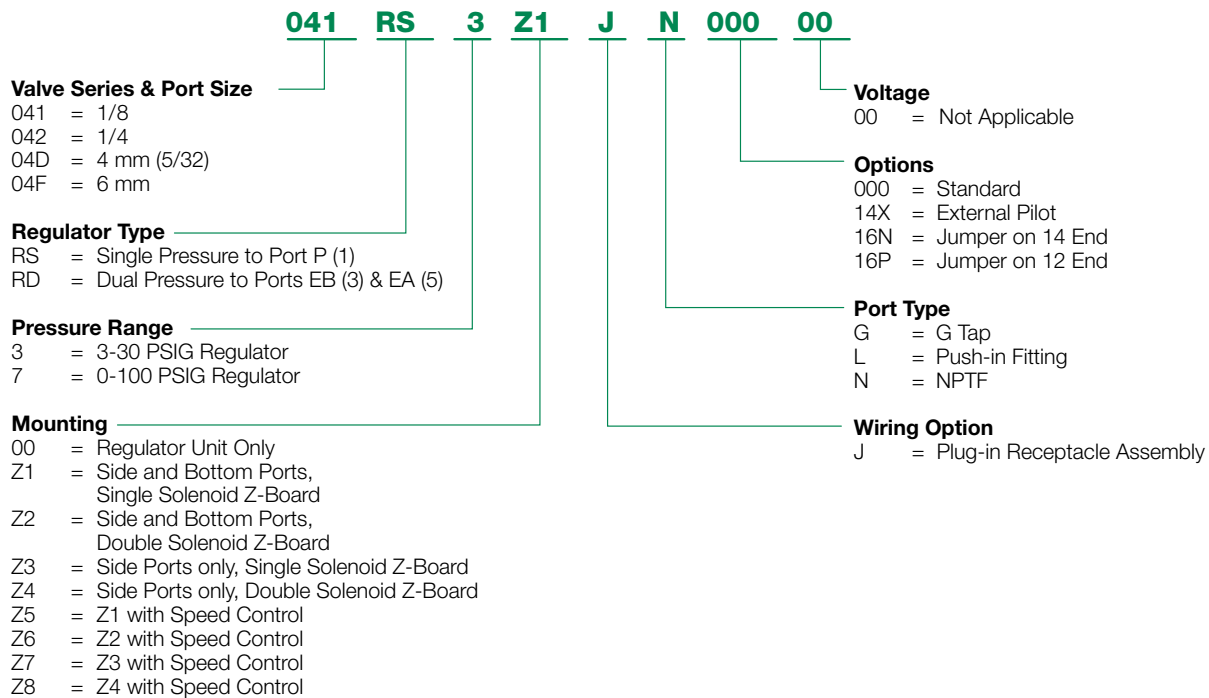 041 RS 3 Z1 J N 000 00
Valve Series & Port Size
041 = 1/8
042 = 1/4
04D = 4 mm (5/32)
04F = 6 mm
Regulator Type
RS = Single Pressure to Port P (1)
RD = Dual Pressure to Ports EB (3) & EA (5)
Pressure Range
3 = 3-30 PSIG Regulator
7 = 0-100 PSIG Regulator
Mounting
00 = Regulator Unit Only
Z1 = Side and Bottom Ports,
Single Solenoid Z-Board
Z2 = Side and Bottom Ports,
Double Solenoid Z-Board
Z3 = Side Ports only, Single Solenoid Z-Board
Z4 = Side Ports only, Double Solenoid Z-Board
Z5 = Z1 with Speed Control
Z6 = Z2 with Speed Control
Z7 = Z3 with Speed Control
Z8 = Z4 with Speed Control
Voltage
00 = Not Applicable
Options
000 = Standard
14X = External Pilot
16N = Jumper on 14 End
16P = Jumper on 12 End
Port Type
G = G Tap
L = Push-in Fitting
N = NPTF
Wiring Option
J = Plug-in Receptacle Assembly